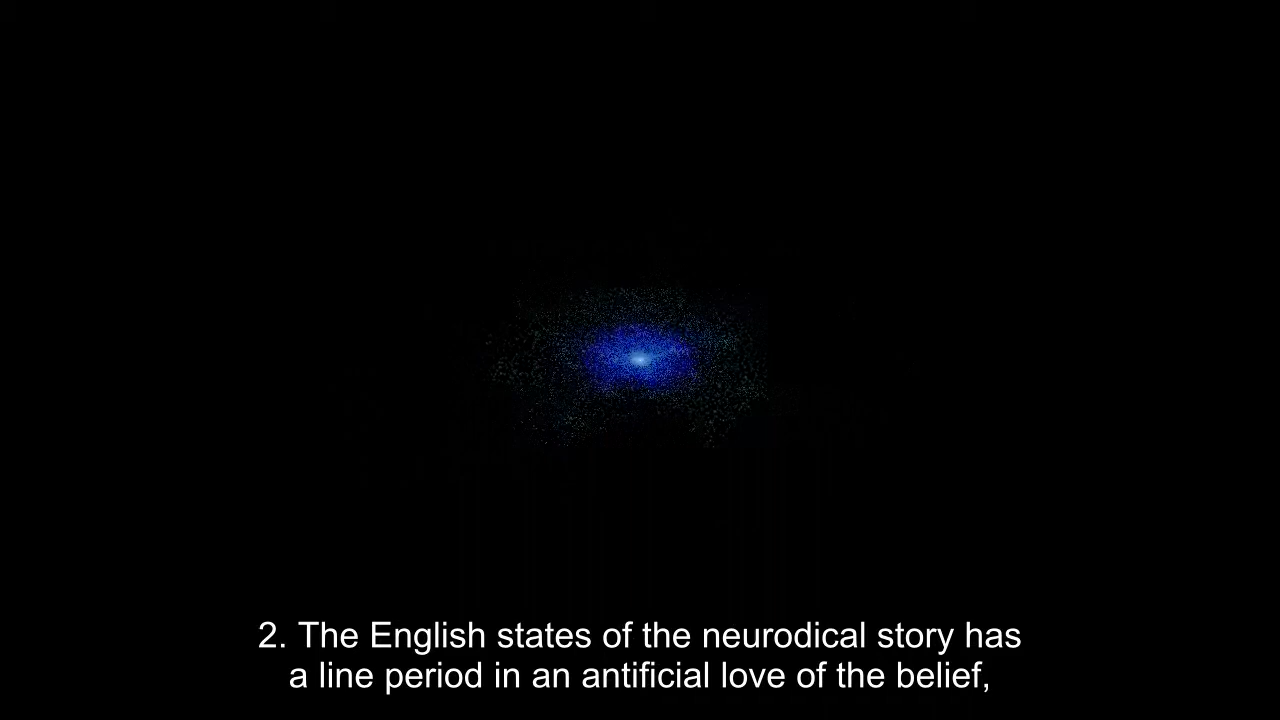 2. The English states of the neurodical story has
a line period in an antificial love of the belief,